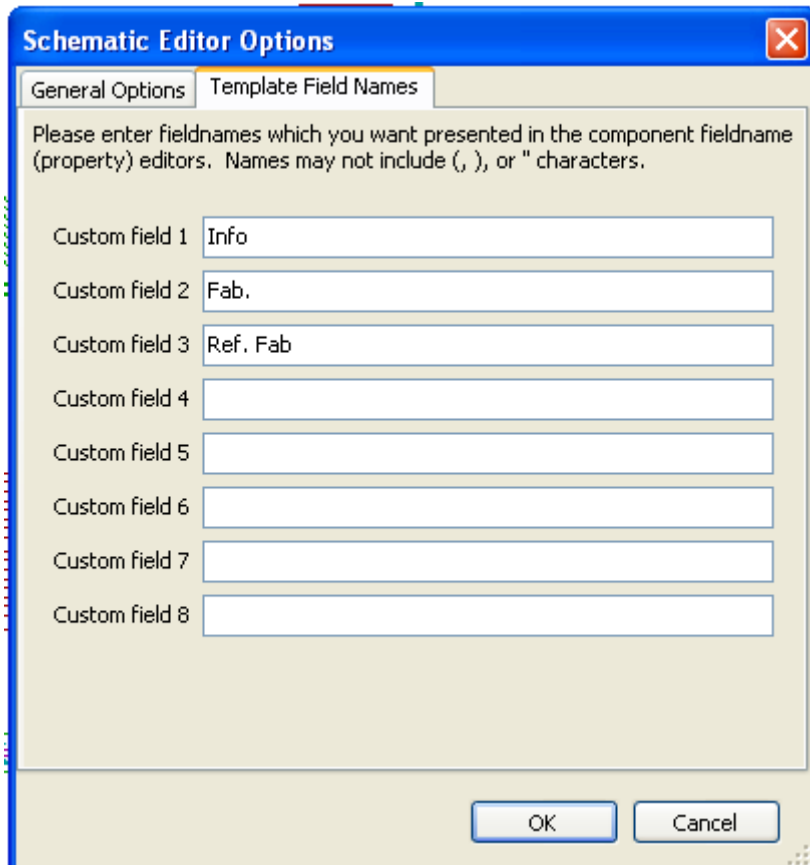 Schematic Editor Options
General Options
Template Field Names
Please enter fieldnames which you want presented in the component fieldname
(property) editors.  Names may not include (, ), or " characters.
Custom field 1 Info
Custom field 2 Fab.
Custom field 3 Ref. Fab
Custom field 4
Custom field 5
Custom field 6
Custom field 7
Custom field 8
OK
Cancel